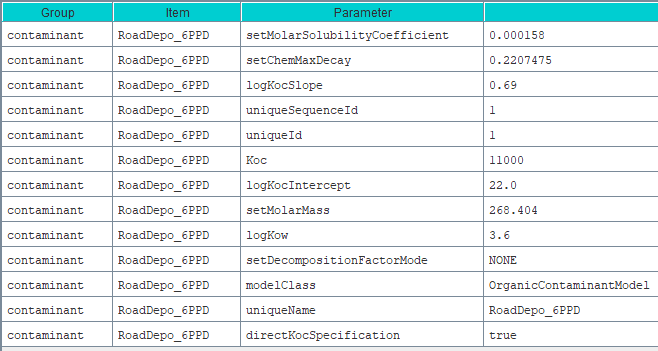 Group Item Parameter
contaminant RoadDepo_6PPD setMolarSolubilityCoefficient 0.000158
contaminant RoadDepo_6PPD setChemMaxDecay 0.2207475
contaminant RoadDepo_6PPD logKocSlope 0.69
contaminant RoadDepo_6PPD uniqueSequenceId 1
contaminant RoadDepo_6PPD uniqueId 1
contaminant RoadDepo_6PPD Koc 11000
contaminant RoadDepo_6PPD logKocIntercept 22.0
contaminant RoadDepo_6PPD setMolarMass 268.404
contaminant RoadDepo_6PPD logKow 3.6
contaminant RoadDepo_6PPD setDecompositionFactorMode NONE
contaminant RoadDepo_6PPD modelClass OrganicContaminantModel
contaminant RoadDepo_6PPD uniqueName RoadDepo_6PPD
contaminant RoadDepo_6PPD directKocSpecification true